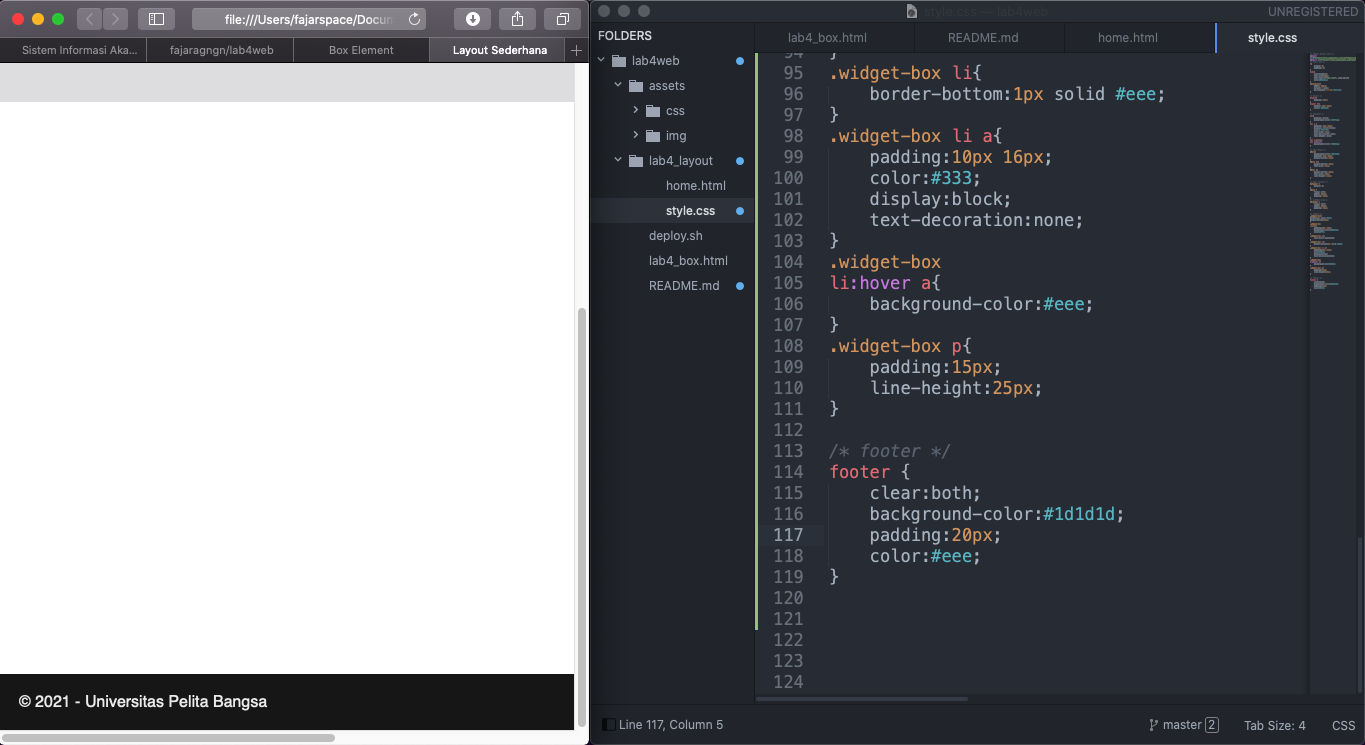 file:///Users/fajarspace/Docun
Sistem Informasi Aka...
fajaragngn/lab4web
Box Element
Layout Sederhana
© 2021 - Universitas Pelita Bangsa
style.css — lab4web
UNREGISTERED
FOLDERS
lab4web
assets
css
img
lab4_layout
home.html
style.css
deploy.sh
lab4_box.html
README.md
lab4_box.html
README.md
home.html
style.css
94 }
95 .widget-box li{
96     border-bottom:1px solid #eee;
97 }
98 .widget-box li a{
99     padding:10px 16px;
100     color:#333;
101     display:block;
102     text-decoration:none;
103 }
104 .widget-box
105 li:hover a{
106     background-color:#eee;
107 }
108 .widget-box p{
109     padding:15px;
110     line-height:25px;
111 }
112
113 /* footer */
114 footer {
115     clear:both;
116     background-color:#1d1d1d;
117     padding:20px;
118     color:#eee;
119 }
120
121
122
123
124
Line 117, Column 5
master 2
Tab Size: 4
CSS